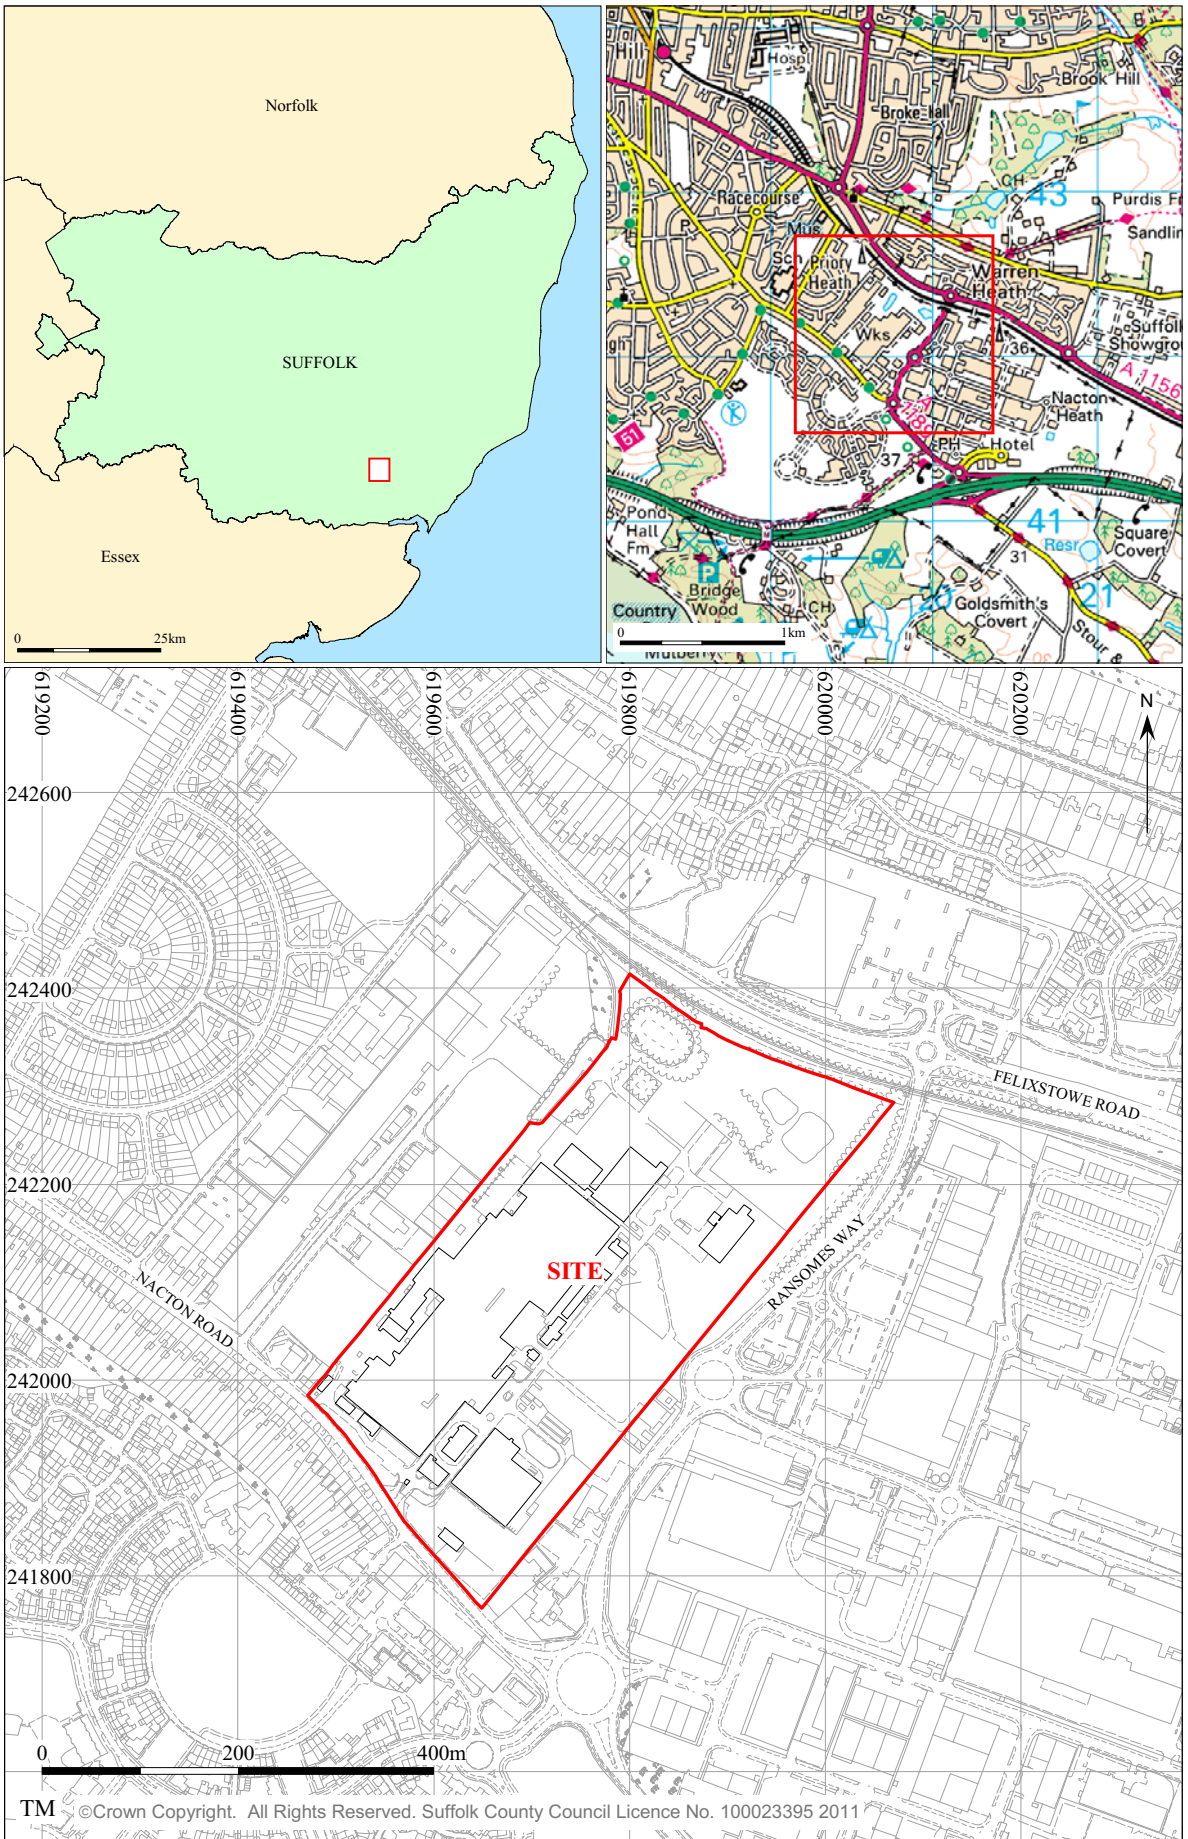 Norfolk
SUFFOLK
Essex
0 25km
Hill
Hosp
Brook Hill
Broke Hall
CH
43
Racecourse
Purdis
Mus
Sandlin
Sch
Priory
Heath
Warren
Heath
Wks
Suffolk
Showgro
36
A 1156
gh
Nacton
Heath
51
PH
Hotel
37
Pond
Hall
Fm
41
Resr
Square
Covert
31
P
Bridge
Wood
CH
20
Goldsmith's
Covert
21
Country
Stour &
0 1km
619200
619400
619600
619800
620000
620200
N
242600
242400
FELIXSTOWE ROAD
242200
RANSOMES WAY
SITE
NACTON ROAD
242000
241800
0 200 400m
TM
©Crown Copyright. All Rights Reserved. Suffolk County Council Licence No. 100023395 2011